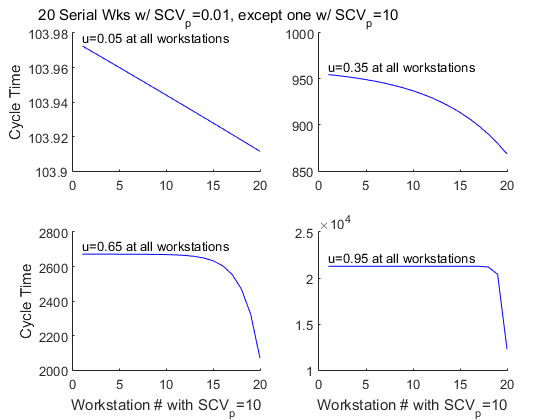 20 Serial Wks w/ SCV_p=0.01, except one w/ SCV_p=10
Cycle Time
103.98
103.96
103.94
103.92
103.9
u=0.05 at all workstations
0 5 10 15 20
1000
950
900
850
u=0.35 at all workstations
0 5 10 15 20
Cycle Time
2800
2600
2400
2200
2000
u=0.65 at all workstations
0 5 10 15 20
Workstation # with SCV_p=10
×10^4
2.5
2
1.5
1
u=0.95 at all workstations
0 5 10 15 20
Workstation # with SCV_p=10